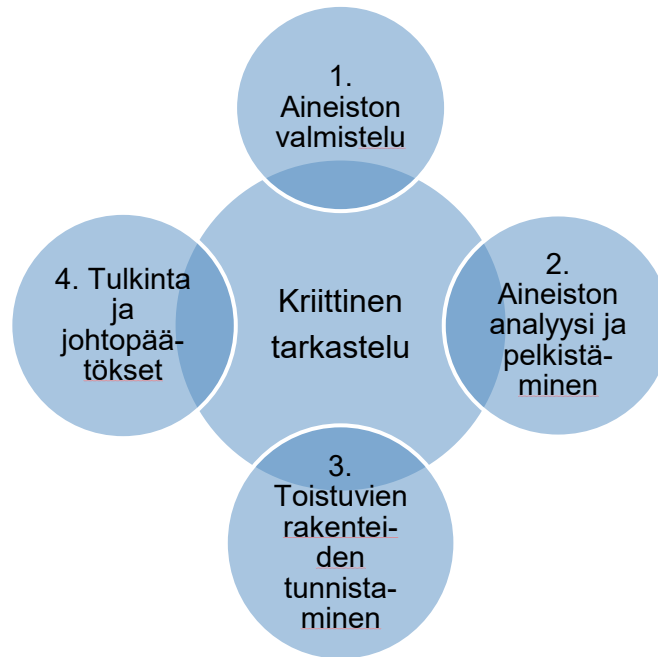 1.
Aineiston
valmistelu
Kriittinen
tarkastelu
2.
Aineiston
analyysi ja
pelkistä-
minen
3.
Toistuvien
rakentei-
den
tunnista-
minen
4. Tulkinta
ja
johtopää-
tökset